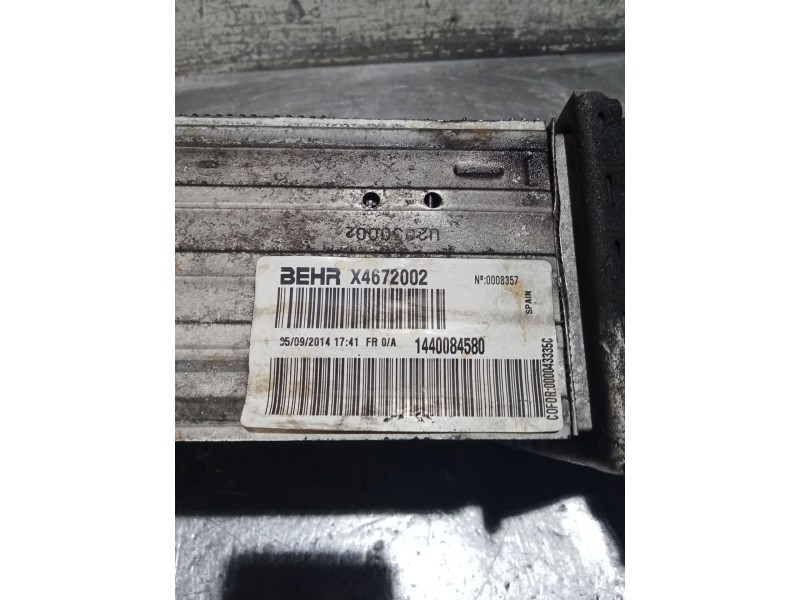 U2030002
BEHR X4672002
Nº:0008357
SPAIN
05/09/2014 17:41 FR 0/A 1440084580
COFOR:000043335C